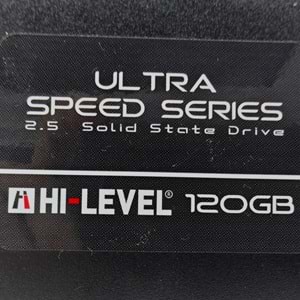 ULTRA
SPEED SERIES
2.5 Solid State Drive
HI-LEVEL® 120GB